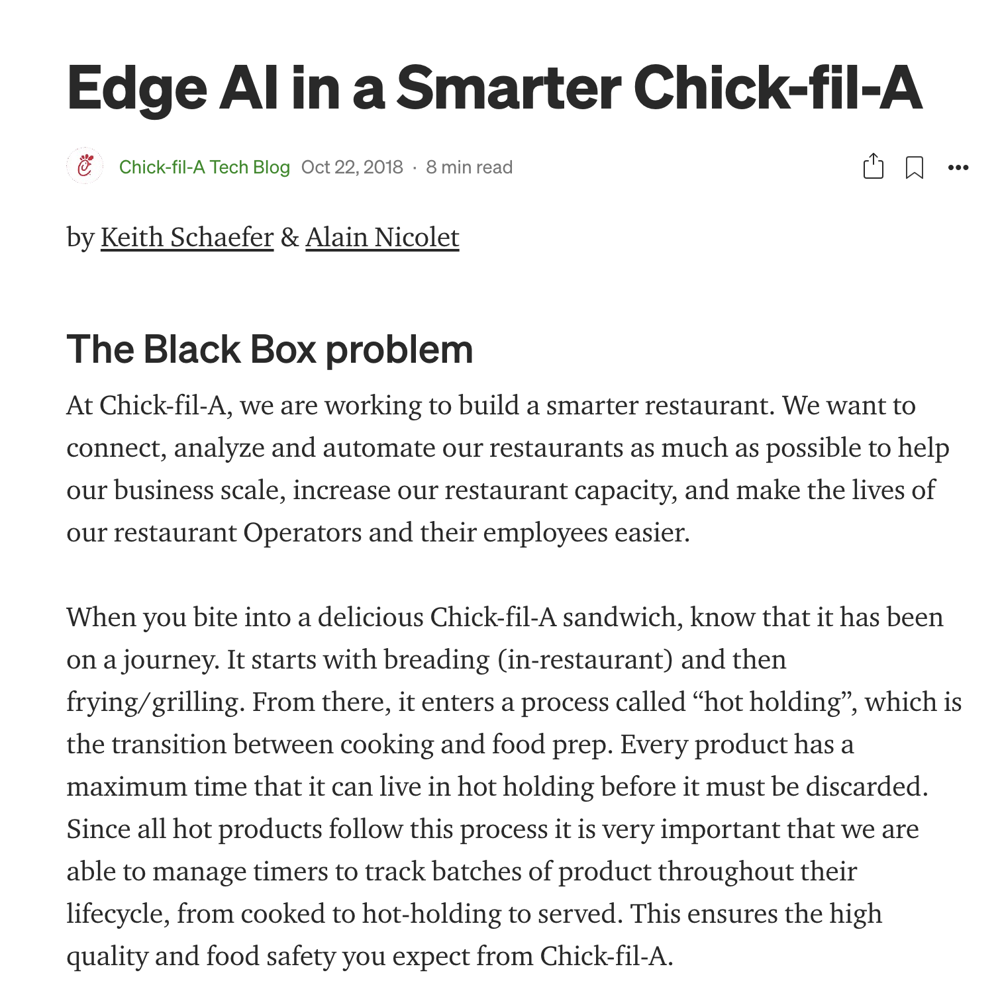 Edge AI in a Smarter Chick-fil-A
Chick-fil-A Tech Blog Oct 22, 2018 · 8 min read
by Keith Schaefer & Alain Nicolet
The Black Box problem
At Chick-fil-A, we are working to build a smarter restaurant. We want to
connect, analyze and automate our restaurants as much as possible to help
our business scale, increase our restaurant capacity, and make the lives of
our restaurant Operators and their employees easier.
When you bite into a delicious Chick-fil-A sandwich, know that it has been
on a journey. It starts with breading (in-restaurant) and then
frying/grilling. From there, it enters a process called “hot holding”, which is
the transition between cooking and food prep. Every product has a
maximum time that it can live in hot holding before it must be discarded.
Since all hot products follow this process it is very important that we are
able to manage timers to track batches of product throughout their
lifecycle, from cooked to hot-holding to served. This ensures the high
quality and food safety you expect from Chick-fil-A.